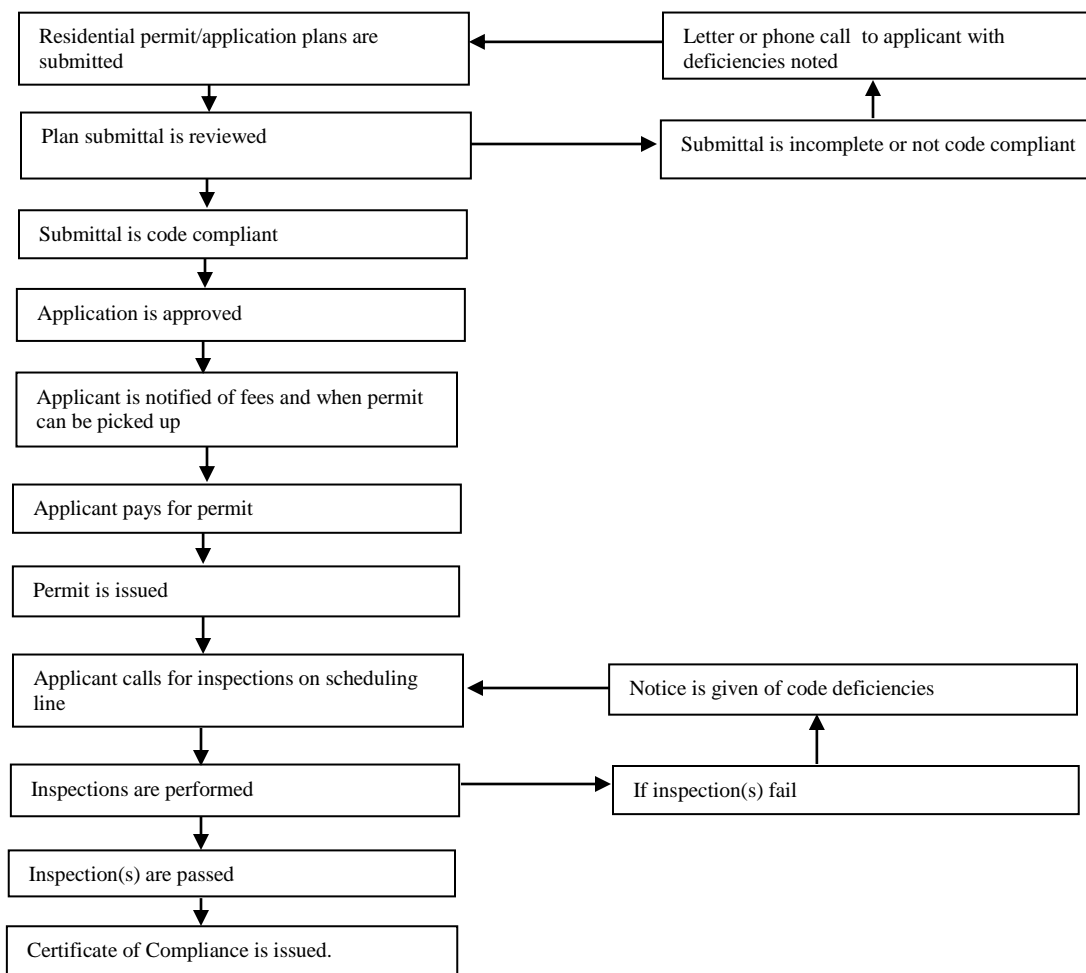 Residential permit/application plans are
submitted
Letter or phone call  to applicant with
deficiencies noted
Plan submittal is reviewed
Submittal is incomplete or not code compliant
Submittal is code compliant
Application is approved
Applicant is notified of fees and when permit
can be picked up
Applicant pays for permit
Permit is issued
Applicant calls for inspections on scheduling
line
Notice is given of code deficiencies
Inspections are performed
If inspection(s) fail
Inspection(s) are passed
Certificate of Compliance is issued.